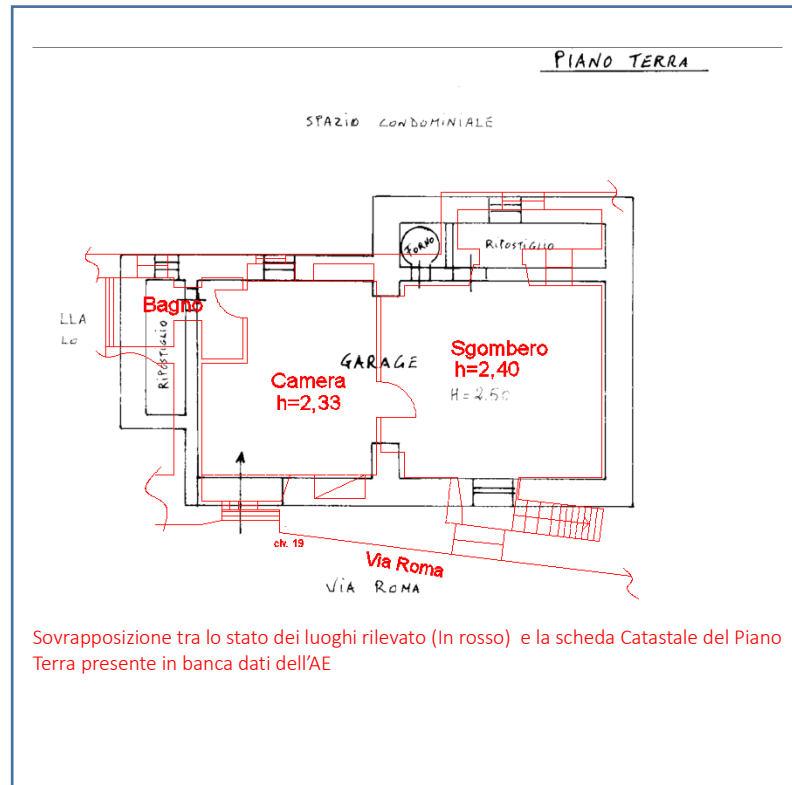 PIANO TERRA
SPAZIO CONDOMINIALE
FORNO
RIPOSTIGLIO
Bagno
LLA
LO
RIPOSTIGLIO
GARAGE
Sgombero
h=2,40
H=2.50
Camera
h=2,33
civ. 19
Via Roma
VIA ROMA
Sovrapposizione tra lo stato dei luoghi rilevato (In rosso) e la scheda Catastale del Piano
Terra presente in banca dati dell'AE